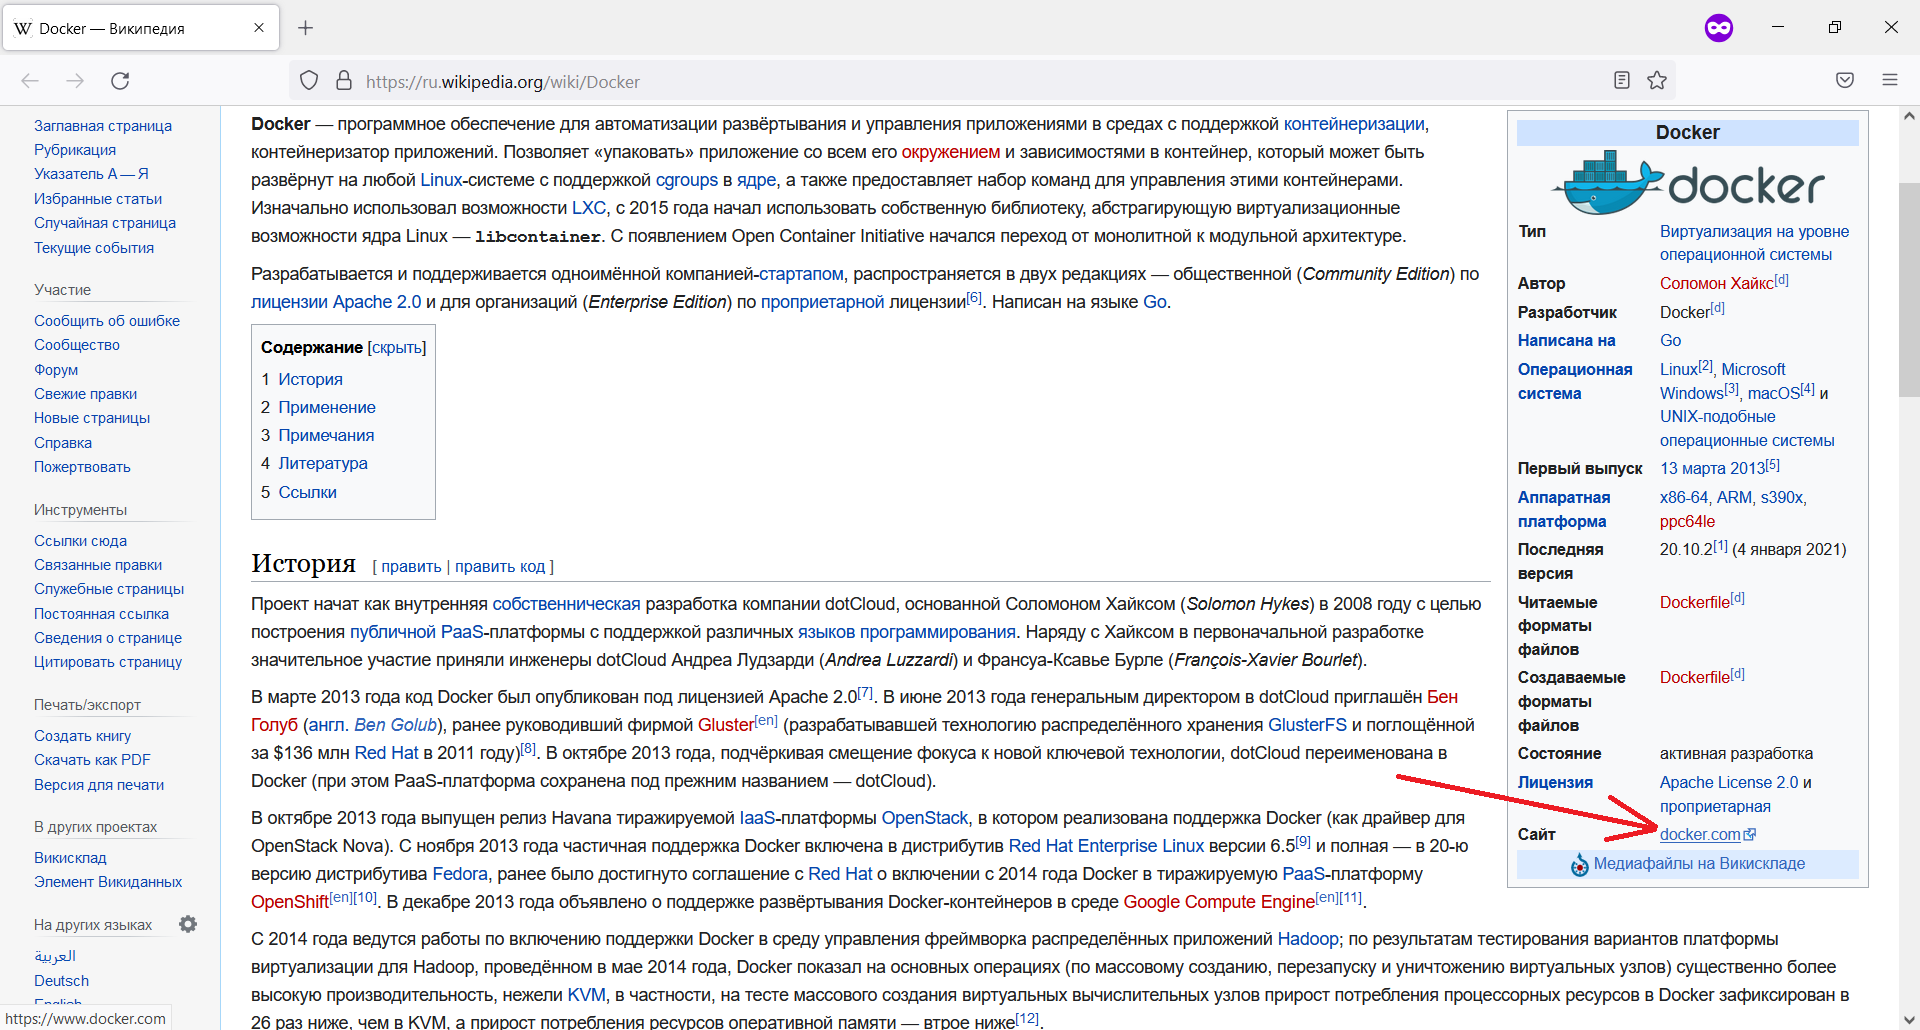 Docker — Википедия
https://ru.wikipedia.org/wiki/Docker
Заглавная страница
Рубрикация
Указатель А — Я
Избранные статьи
Случайная страница
Текущие события
Участие
Сообщить об ошибке
Сообщество
Форум
Свежие правки
Новые страницы
Справка
Пожертвовать
Инструменты
Ссылки сюда
Связанные правки
Служебные страницы
Постоянная ссылка
Сведения о странице
Цитировать страницу
Печать/экспорт
Создать книгу
Скачать как PDF
Версия для печати
В других проектах
Викисклад
Элемент Викиданных
На других языках
العربية
Deutsch
English
https://www.docker.com
Docker — программное обеспечение для автоматизации развёртывания и управления приложениями в средах с поддержкой контейнеризации,
контейнеризатор приложений. Позволяет «упаковать» приложение со всем его окружением и зависимостями в контейнер, который может быть
развёрнут на любой Linux-системе с поддержкой cgroups в ядре, а также предоставляет набор команд для управления этими контейнерами.
Изначально использовал возможности LXC, с 2015 года начал использовать собственную библиотеку, абстрагирующую виртуализационные
возможности ядра Linux — libcontainer. С появлением Open Container Initiative начался переход от монолитной к модульной архитектуре.
Разрабатывается и поддерживается одноимённой компанией-стартапом, распространяется в двух редакциях — общественной (Community Edition) по
лицензии Apache 2.0 и для организаций (Enterprise Edition) по проприетарной лицензии[6]. Написан на языке Go.
Содержание [скрыть]
1 История
2 Применение
3 Примечания
4 Литература
5 Ссылки
История [ править | править код ]
Проект начат как внутренняя собственническая разработка компании dotCloud, основанной Соломоном Хайксом (Solomon Hykes) в 2008 году с целью
построения публичной PaaS-платформы с поддержкой различных языков программирования. Наряду с Хайксом в первоначальной разработке
значительное участие приняли инженеры dotCloud Андреа Лудзарди (Andrea Luzzardi) и Франсуа-Ксавье Бурле (François-Xavier Bourlet).
В марте 2013 года код Docker был опубликован под лицензией Apache 2.0[7]. В июне 2013 года генеральным директором в dotCloud приглашён Бен
Голуб (англ. Ben Golub), ранее руководивший фирмой Gluster[en] (разрабатывавшей технологию распределённого хранения GlusterFS и поглощённой
за $136 млн Red Hat в 2011 году)[8]. В октябре 2013 года, подчёркивая смещение фокуса к новой ключевой технологии, dotCloud переименована в
Docker (при этом PaaS-платформа сохранена под прежним названием — dotCloud).
В октябре 2013 года выпущен релиз Havana тиражируемой IaaS-платформы OpenStack, в котором реализована поддержка Docker (как драйвер для
OpenStack Nova). С ноября 2013 года частичная поддержка Docker включена в дистрибутив Red Hat Enterprise Linux версии 6.5[9] и полная — в 20-ю
версию дистрибутива Fedora, ранее было достигнуто соглашение с Red Hat о включении с 2014 года Docker в тиражируемую PaaS-платформу
OpenShift[en][10]. В декабре 2013 года объявлено о поддержке развёртывания Docker-контейнеров в среде Google Compute Engine[en][11].
С 2014 года ведутся работы по включению поддержки Docker в среду управления фреймворка распределённых приложений Hadoop; по результатам тестирования вариантов платформы
виртуализации для Hadoop, проведённом в мае 2014 года, Docker показал на основных операциях (по массовому созданию, перезапуску и уничтожению виртуальных узлов) существенно более
высокую производительность, нежели KVM, в частности, на тесте массового создания виртуальных вычислительных узлов прирост потребления процессорных ресурсов в Docker зафиксирован в
26 раз ниже, чем в KVM, а прирост потребления ресурсов оперативной памяти — втрое ниже[12].
Docker
docker
Тип Виртуализация на уровне
операционной системы
Автор Соломон Хайкс[d]
Разработчик Docker[d]
Написана на Go
Операционная Linux[2], Microsoft
система Windows[3], macOS[4] и
UNIX-подобные
операционные системы
Первый выпуск 13 марта 2013[5]
Аппаратная x86-64, ARM, s390x,
платформа ppc64le
Последняя 20.10.2[1] (4 января 2021)
версия
Читаемые Dockerfile[d]
форматы
файлов
Создаваемые Dockerfile[d]
форматы
файлов
Состояние активная разработка
Лицензия Apache License 2.0 и
проприетарная
Сайт docker.com
Медиафайлы на Викискладе